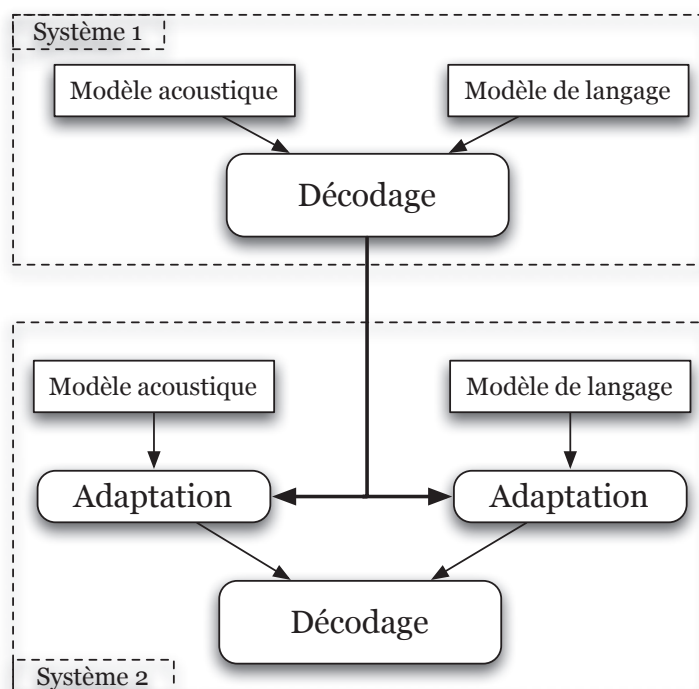 Système 1
Modèle acoustique
Modèle de langage
Décodage
Modèle acoustique
Modèle de langage
Adaptation
Adaptation
Décodage
Système 2